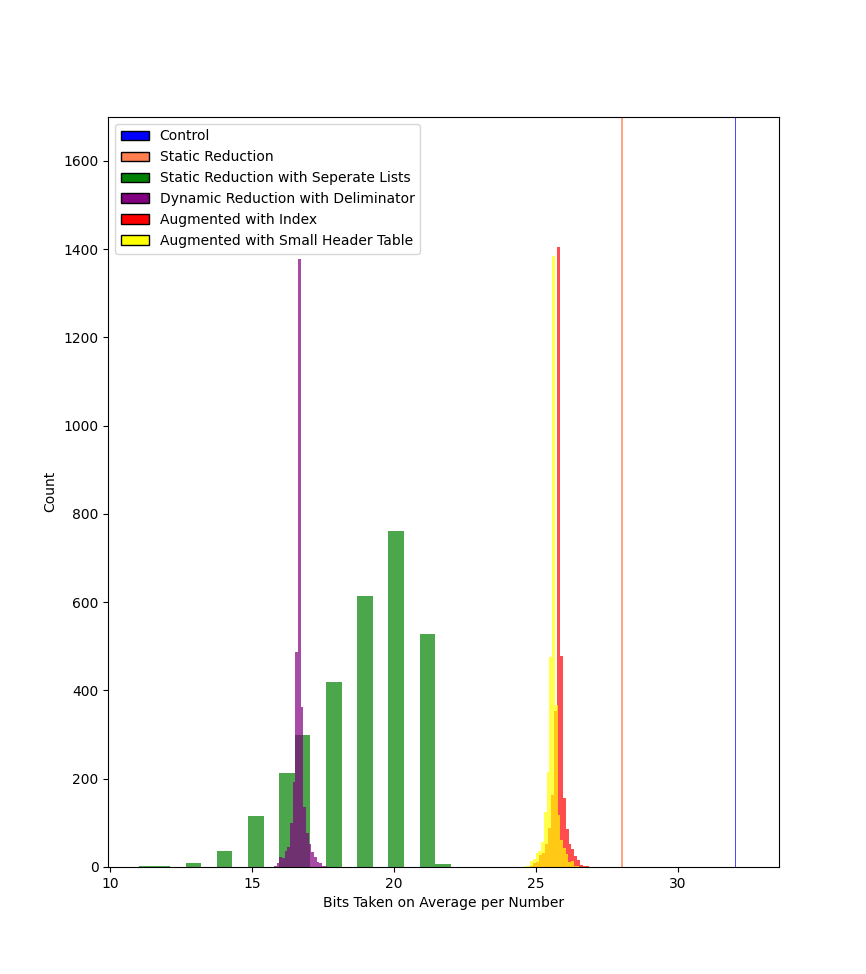 Control
Static Reduction
Static Reduction with Seperate Lists
Dynamic Reduction with Deliminator
Augmented with Index
Augmented with Small Header Table
1600
1400
1200
1000
800
600
400
200
0
Count
10 15 20 25 30
Bits Taken on Average per Number